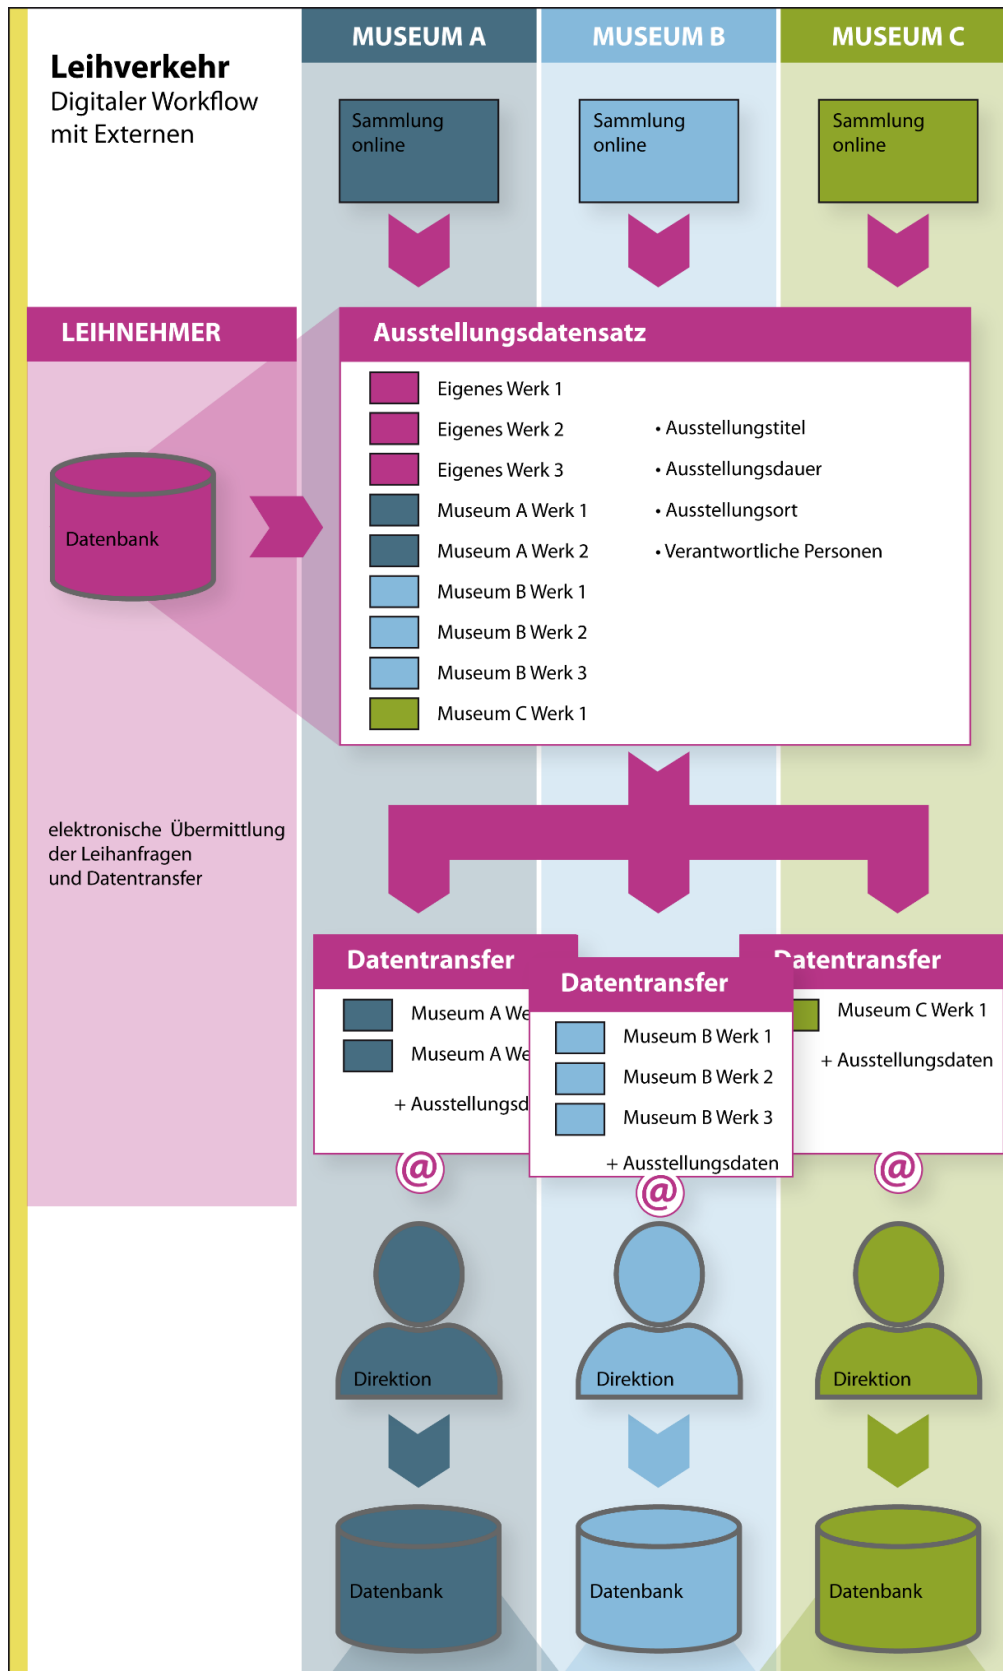 MUSEUM A
MUSEUM B
MUSEUM C
Leihverkehr
Digitaler Workflow
mit Externen
Sammlung
online
Sammlung
online
Sammlung
online
LEIHNEHMER
Datenbank
Ausstellungsdatensatz
Eigenes Werk 1
Eigenes Werk 2
Eigenes Werk 3
Museum A Werk 1
Museum A Werk 2
Museum B Werk 1
Museum B Werk 2
Museum B Werk 3
Museum C Werk 1
• Ausstellungstitel
• Ausstellungsdauer
• Ausstellungsort
• Verantwortliche Personen
elektronische Übermittlung
der Leihanfragen
und Datentransfer
Datentransfer
Museum A
Museum A
+
@
Datentransfer
Museum B Werk 1
Museum B Werk 2
Museum B Werk 3
+ Ausstellungsdaten
@
Datentransfer
Museum C Werk 1
+ Ausstellungsdaten
@
Direktion
Direktion
Direktion
Datenbank
Datenbank
Datenbank